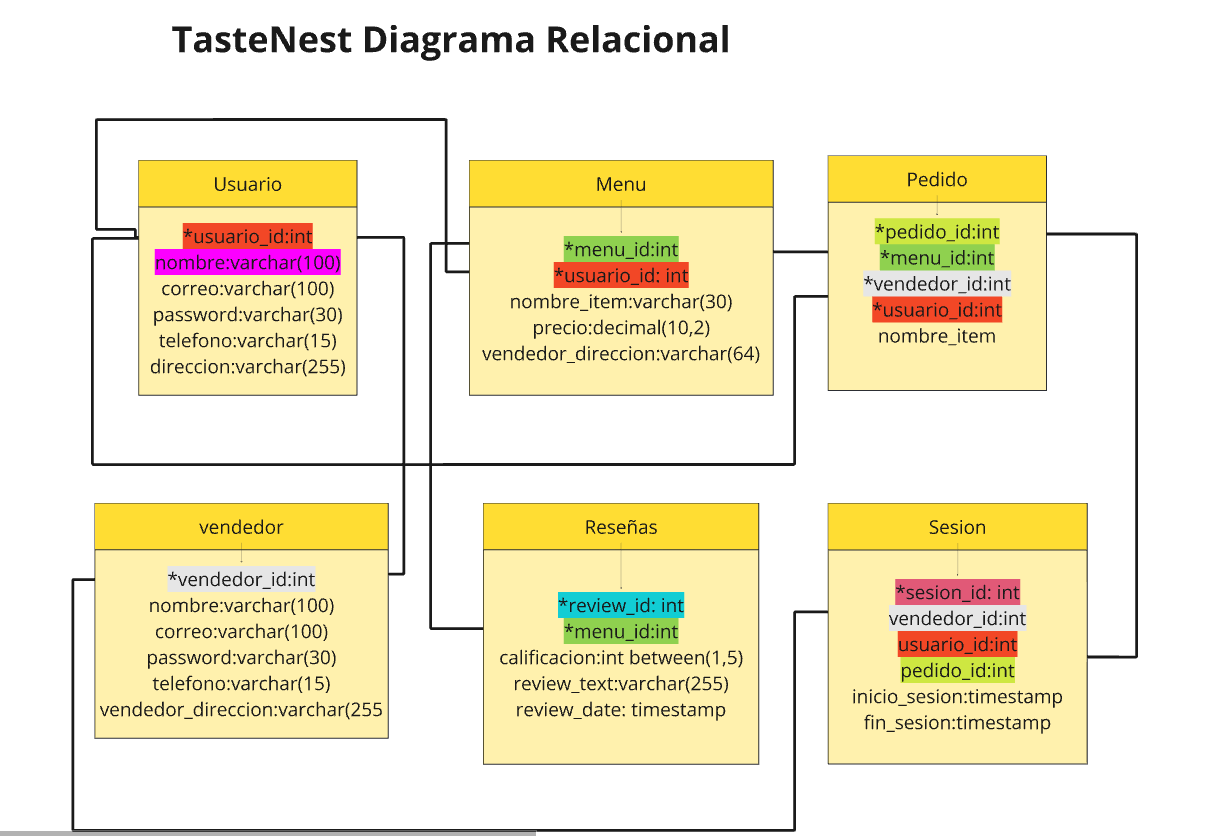 TasteNest Diagrama Relacional
Usuario
*usuario_id:int
nombre:varchar(100)
correo:varchar(100)
password:varchar(30)
telefono:varchar(15)
direccion:varchar(255)
Menu
*menu_id:int
*usuario_id: int
nombre_item:varchar(30)
precio:decimal(10,2)
vendedor_direccion:varchar(64)
Pedido
*pedido_id:int
*menu_id:int
*vendedor_id:int
*usuario_id:int
nombre_item
vendedor
*vendedor_id:int
nombre:varchar(100)
correo:varchar(100)
password:varchar(30)
telefono:varchar(15)
vendedor_direccion:varchar(255
Reseñas
*review_id: int
*menu_id:int
calificacion:int between(1,5)
review_text:varchar(255)
review_date: timestamp
Sesion
*sesion_id: int
vendedor_id:int
usuario_id:int
pedido_id:int
inicio_sesion:timestamp
fin_sesion:timestamp